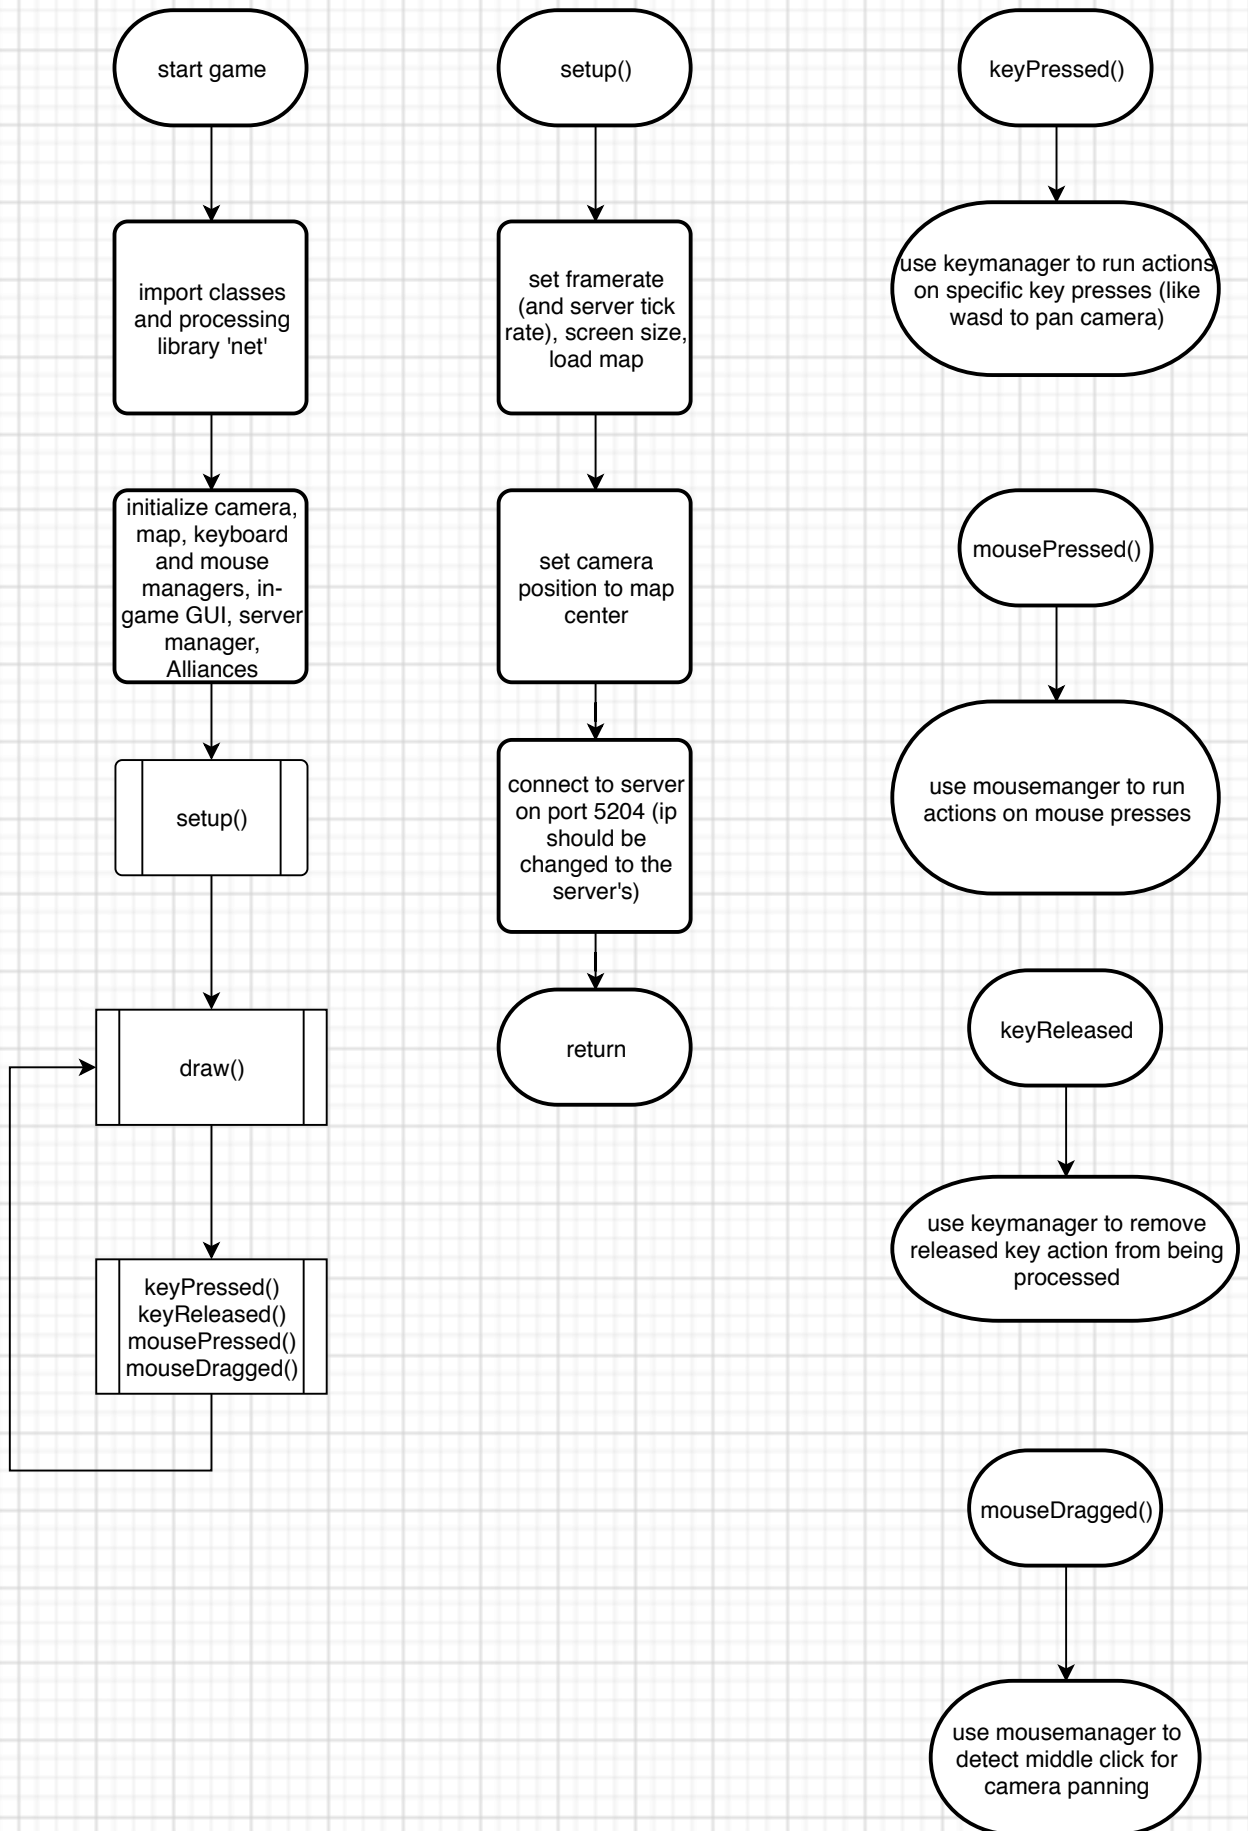 start game
import classes
and processing
library 'net'
initialize camera,
map, keyboard
and mouse
managers, in-
game GUI, server
manager,
Alliances
setup()
draw()
keyPressed()
keyReleased()
mousePressed()
mouseDragged()
setup()
set framerate
(and server tick
rate), screen size,
load map
set camera
position to map
center
connect to server
on port 5204 (ip
should be
changed to the
server's)
return
keyPressed()
use keymanager to run actions
on specific key presses (like
wasd to pan camera)
mousePressed()
use mousemanger to run
actions on mouse presses
keyReleased
use keymanager to remove
released key action from being
processed
mouseDragged()
use mousemanager to
detect middle click for
camera panning